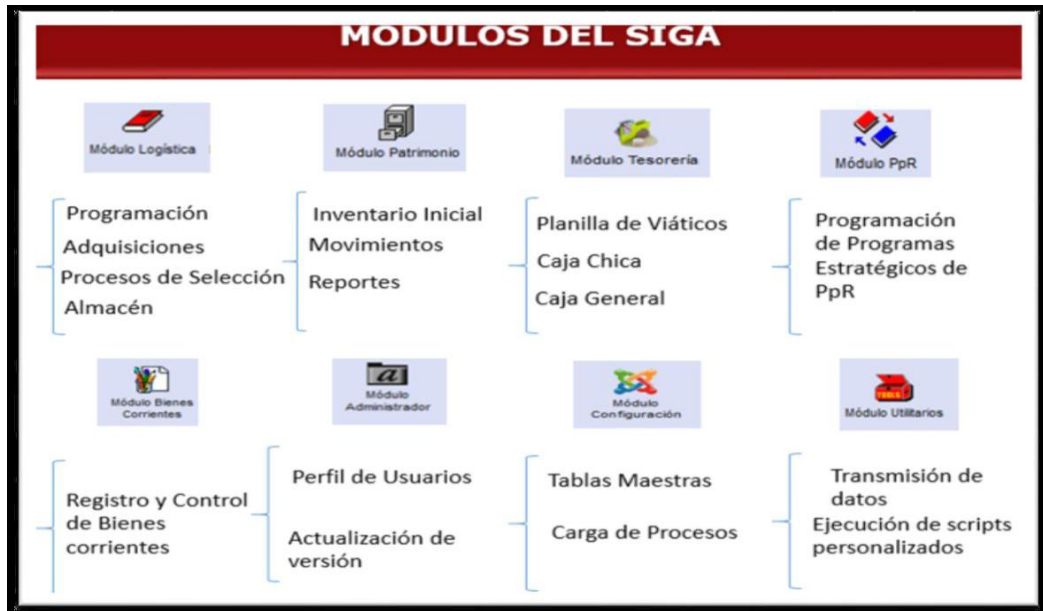 MODULOS DEL SIGA
Módulo Logística
Programación
Adquisiciones
Procesos de Selección
Almacén
Módulo Patrimonio
Inventario Inicial
Movimientos
Reportes
Módulo Tesorería
Planilla de Viáticos
Caja Chica
Caja General
Módulo PpR
Programación
de Programas
Estratégicos de
PpR
Módulo Bienes
Corrientes
Registro y Control
de Bienes
corrientes
Módulo
Administrador
Perfil de Usuarios
Actualización de
versión
Módulo
Configuración
Tablas Maestras
Carga de Procesos
TOOLS
Módulo Utilitarios
Transmisión de
datos
Ejecución de scripts
personalizados